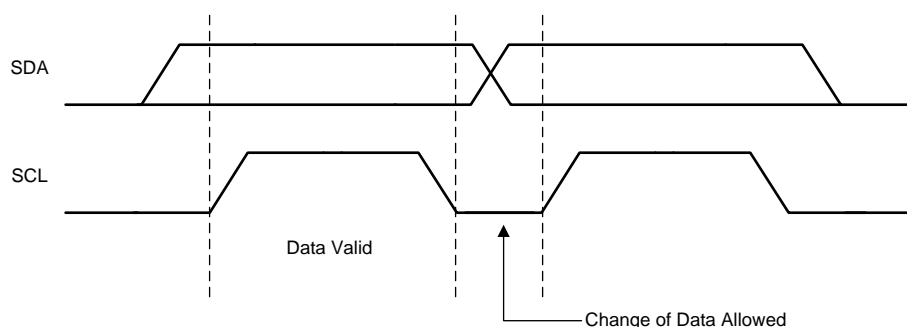 SDA
SCL
Data Valid
Change of Data Allowed